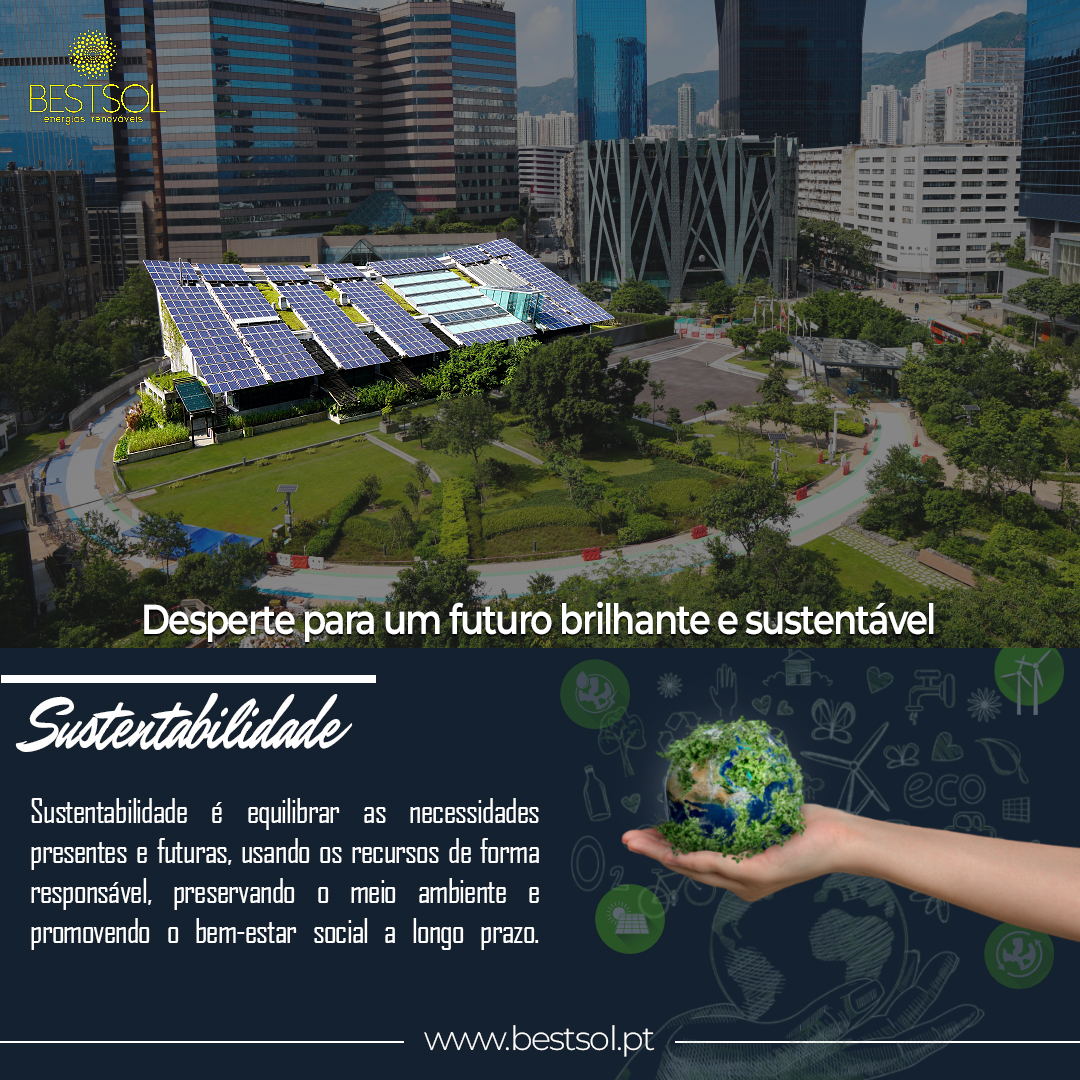 BESTSOL
energias renováveis
Desperte para um futuro brilhante e sustentável
Sustentabilidade
Sustentabilidade é equilibrar as necessidades
presentes e futuras, usando os recursos de forma
responsável, preservando o meio ambiente e
promovendo o bem-estar social a longo prazo.
eco
O2
www.bestsol.pt